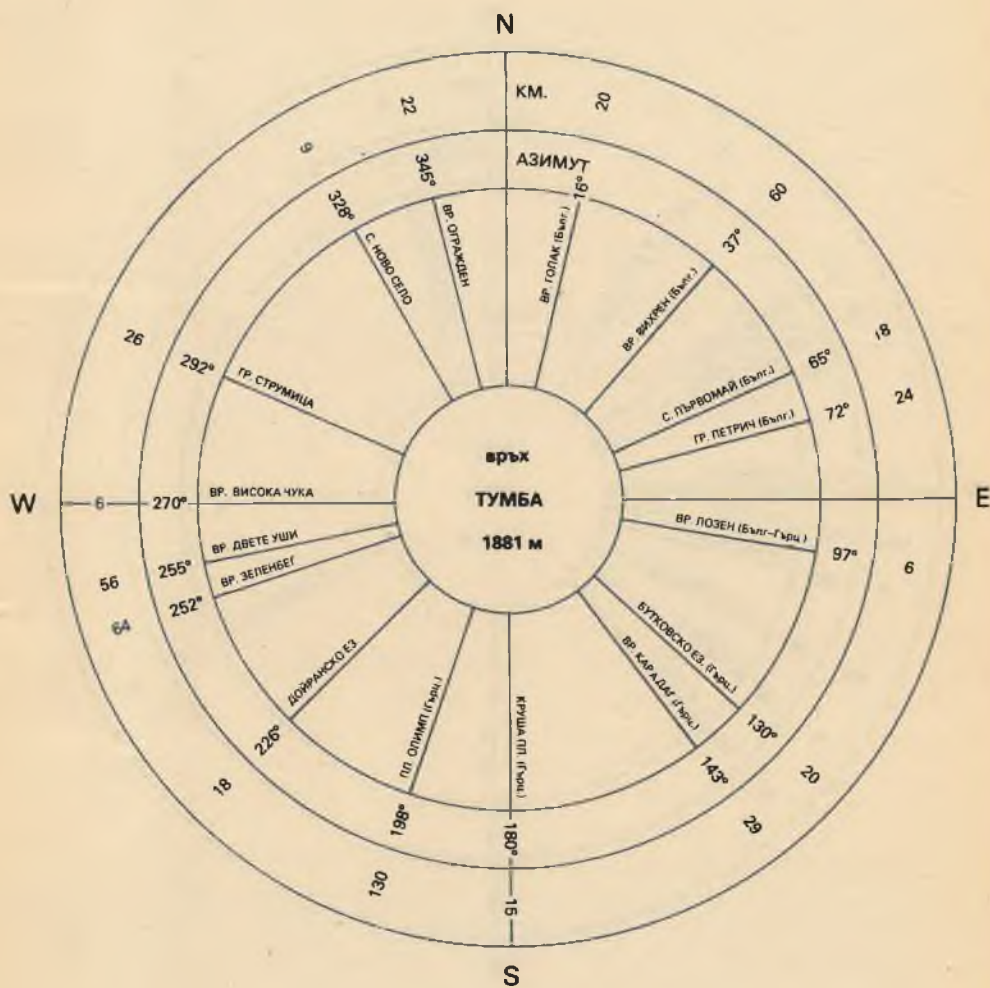 N
КМ.
АЗИМУТ
20
16°
ВР. ГОЛАК (Бълг.)
60
37°
ВР. ВИХРЕН (Бълг.)
18
65°
С. ПЪРВОМАЙ (Бълг.)
24
72°
ГР. ПЕТРИЧ (Бълг.)
E
6
97°
ВР. ЛОЗЕН (Бълг–Гърц.)
20
130°
БУТКОВСКО ЕЗ. (Гърц.)
29
143°
ВР. КАРАДАГ (Гърц.)
S
15
180°
КРУША ПЛ. (Гърц.)
130
198°
ПЛ. ОЛИМП (Гърц.)
18
226°
ДОЙРАНСКО ЕЗ
64
252°
ВР. ЗЕЛЕНБЕГ
56
255°
ВР. ДВЕТЕ УШИ
W
6
270°
ВР. ВИСОКА ЧУКА
26
292°
ГР. СТРУМИЦА
9
328°
С. НОВО СЕЛО
22
345°
ВР. ОГРАЖДЕН
връх
ТУМБА
1881 м